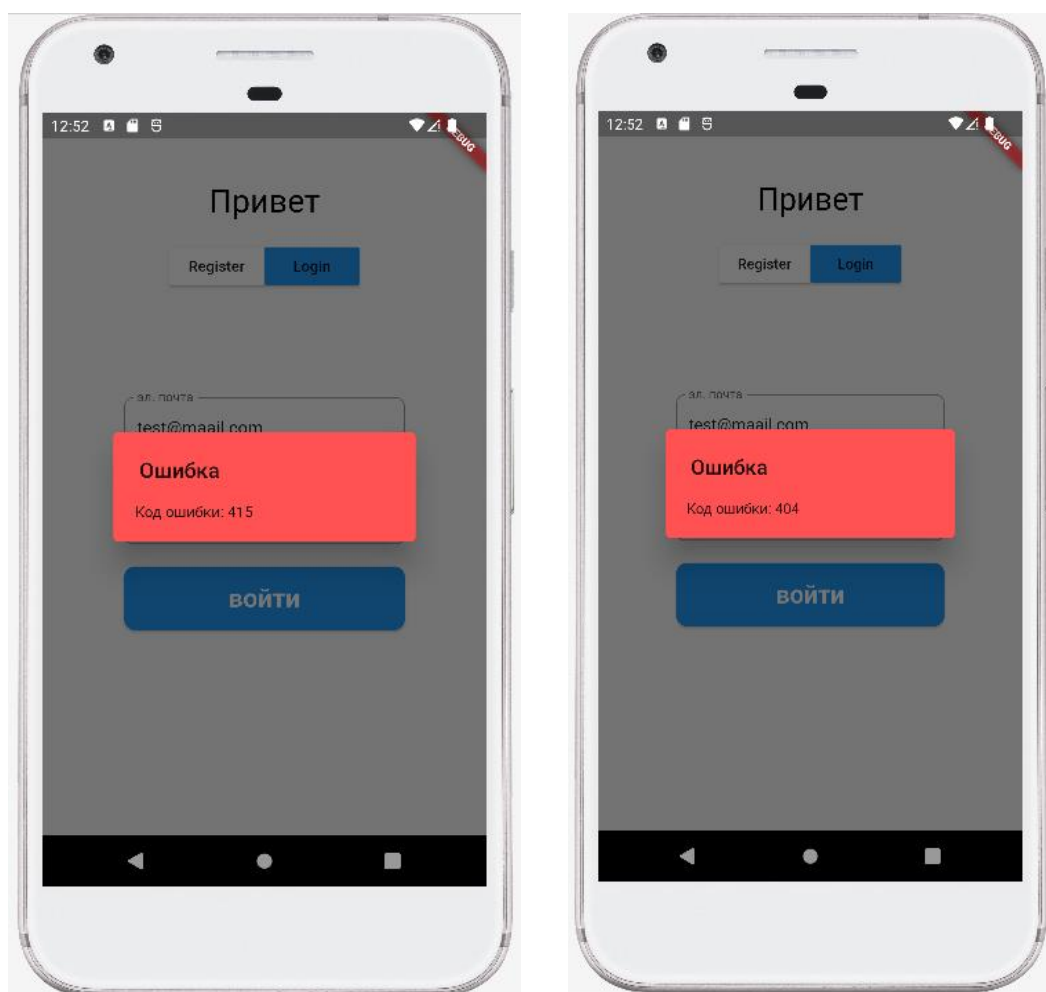 12:52
DEBUG
Привет
Register Login
эл. почта
test@maail.com
Ошибка
Код ошибки: 415
ВОЙТИ
12:52
DEBUG
Привет
Register Login
эл. почта
test@maail.com
Ошибка
Код ошибки: 404
ВОЙТИ